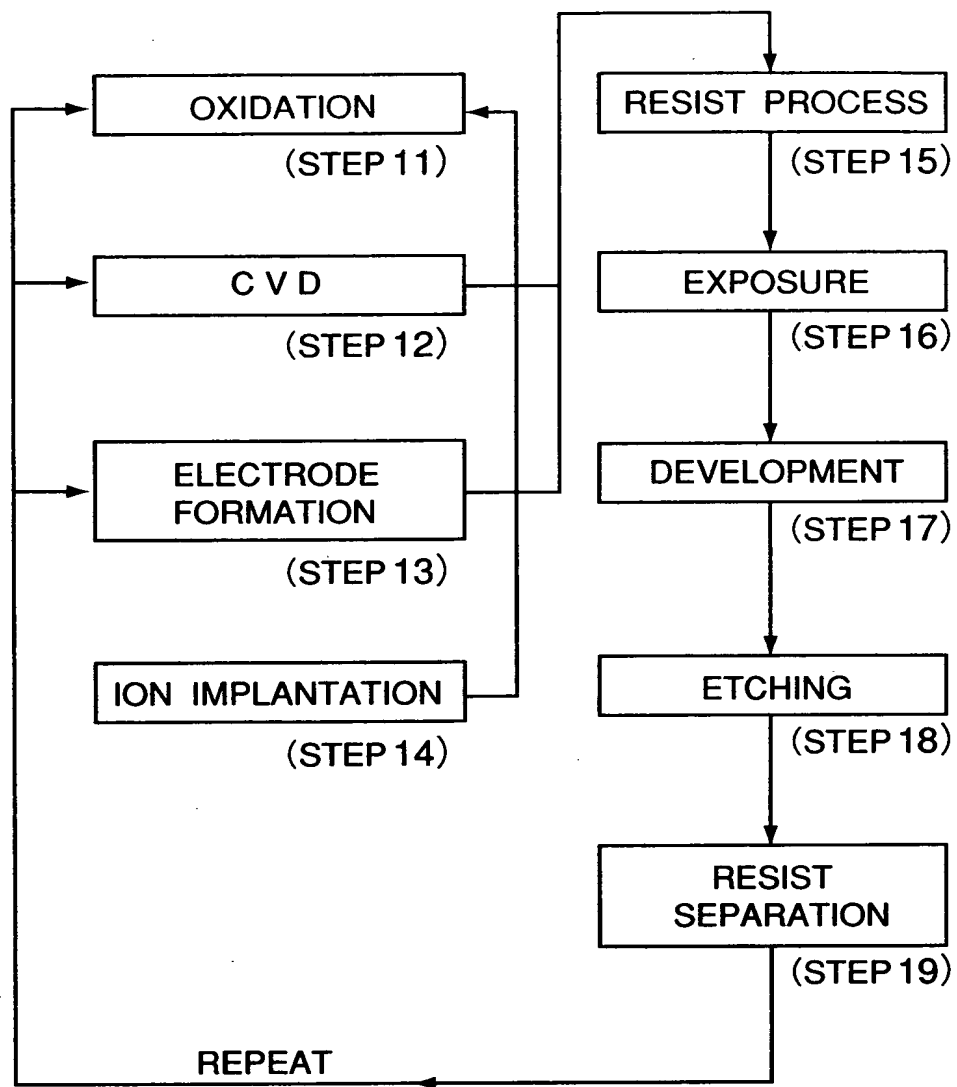 OXIDATION
(STEP 11)
C V D
(STEP 12)
ELECTRODE
FORMATION
(STEP 13)
ION IMPLANTATION
(STEP 14)
RESIST PROCESS
(STEP 15)
EXPOSURE
(STEP 16)
DEVELOPMENT
(STEP 17)
ETCHING
(STEP 18)
RESIST
SEPARATION
(STEP 19)
REPEAT